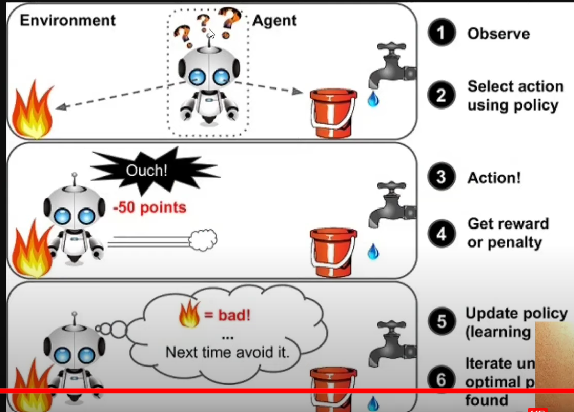 Environment
Agent
? ? ?
1 Observe
2 Select action
using policy
Ouch!
-50 points
3 Action!
4 Get reward
or penalty
= bad!
...
Next time avoid it.
5 Update policy
(learning
6 Iterate
optimal
found